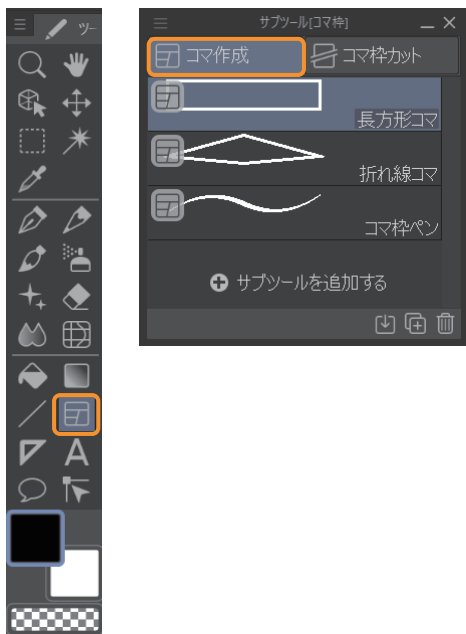 ツー
サブツール[コマ枠]
コマ作成
コマ枠カット
長方形コマ
折れ線コマ
コマ枠ペン
サブツールを追加する
A